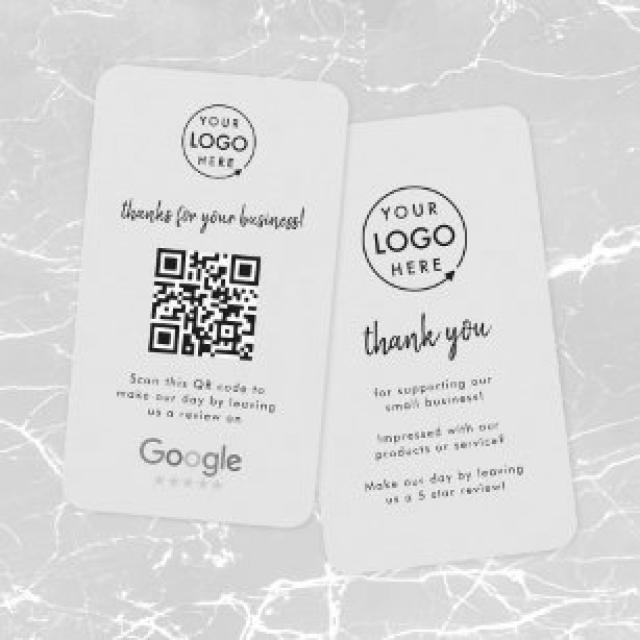 YOUR
LOGO
HERE
thanks for your business!
Scan this QR code to
make our day by leaving
us a review on
Google
YOUR
LOGO
HERE
thank you
for supporting our
small business!
Impressed with our
products or service?
Make our day by leaving
us a 5 star review!